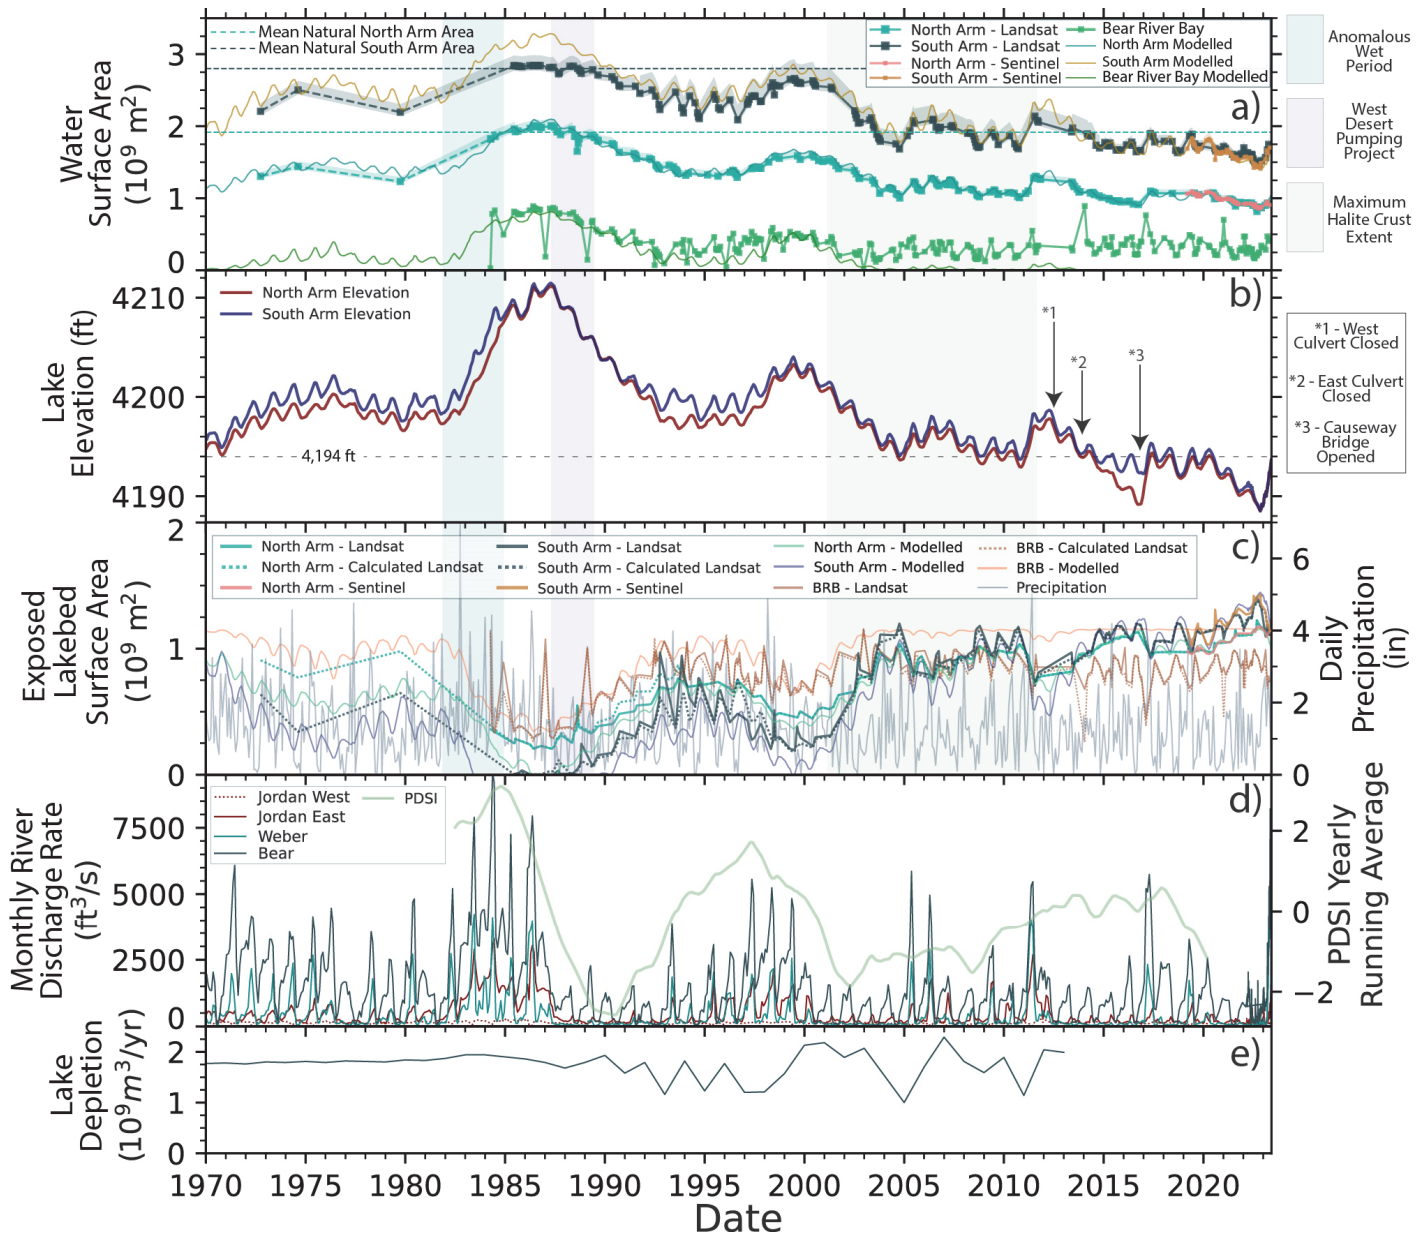 Mean Natural North Arm Area
Mean Natural South Arm Area
North Arm - Landsat
South Arm - Landsat
North Arm - Sentinel
South Arm - Sentinel
Bear River Bay
North Arm Modelled
South Arm Modelled
Bear River Bay Modelled
a)
Water
Surface Area
(10⁹ m²)
3
2
1
0
Anomalous
Wet
Period
West
Desert
Pumping
Project
Maximum
Halite Crust
Extent
North Arm Elevation
South Arm Elevation
b)
Lake
Elevation (ft)
4210
4200
4190
4,194 ft
*1
*2
*3
*1 - West
Culvert Closed
*2 - East Culvert
Closed
*3 - Causeway
Bridge
Opened
North Arm - Landsat
North Arm - Calculated Landsat
North Arm - Sentinel
South Arm - Landsat
South Arm - Calculated Landsat
South Arm - Sentinel
North Arm - Modelled
South Arm - Modelled
BRB - Landsat
BRB - Calculated Landsat
BRB - Modelled
Precipitation
c)
Exposed
Lakebed
Surface Area
(10⁹ m²)
2
1
0
6
4
2
0
Daily
Precipitation
(in)
Jordan West
Jordan East
Weber
Bear
PDSI
d)
Monthly River
Discharge Rate
(ft³/s)
7500
5000
2500
0
2
0
−2
PDSI Yearly
Running Average
e)
Lake
Depletion
(10⁹m³/yr)
2
1
0
1970 1975 1980 1985 1990 1995 2000 2005 2010 2015 2020
Date